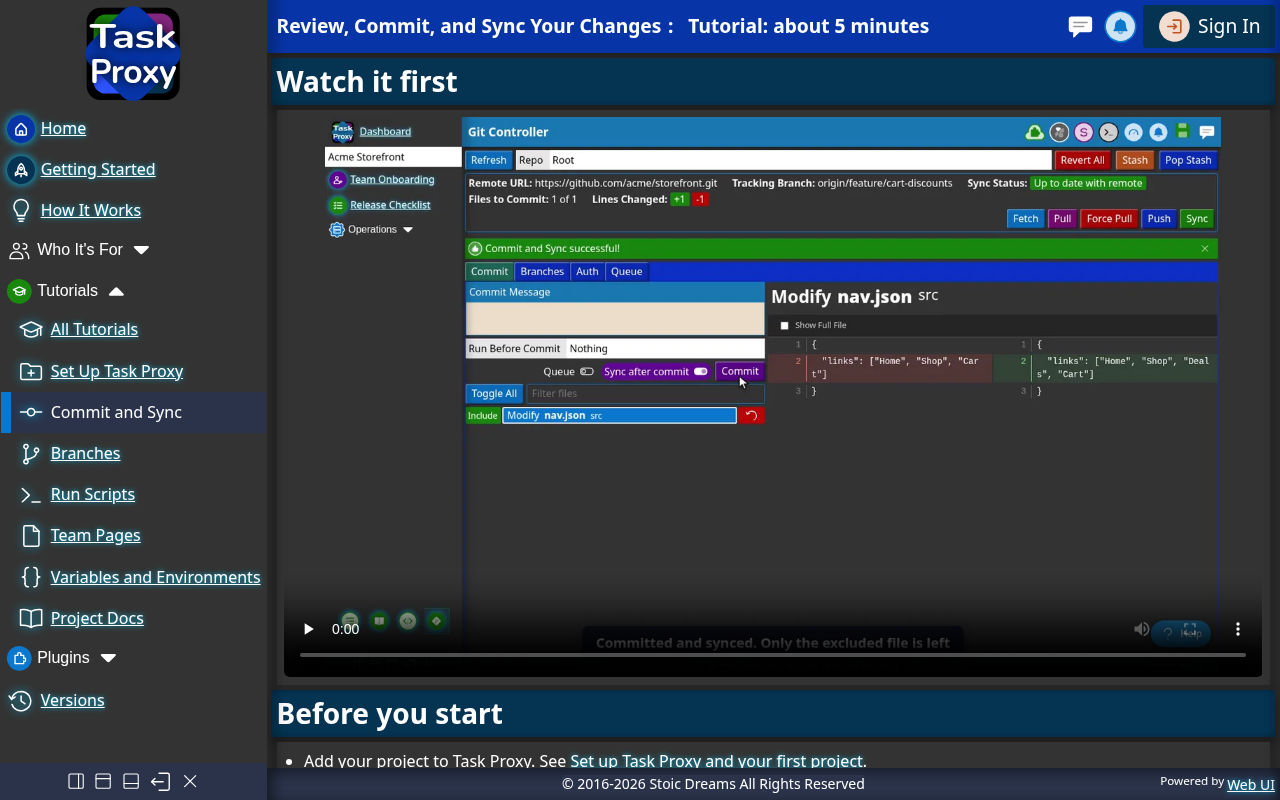 Task
Proxy
Home
Getting Started
How It Works
Who It's For
Tutorials
All Tutorials
Set Up Task Proxy
Commit and Sync
Branches
Run Scripts
Team Pages
Variables and Environments
Project Docs
Plugins
Versions
Review, Commit, and Sync Your Changes : Tutorial: about 5 minutes
Sign In
Watch it first
Task
Proxy
Dashboard
Acme Storefront
Team Onboarding
Release Checklist
Operations
Git Controller
S
Refresh Repo Root Revert All Stash Pop Stash
Remote URL: https://github.com/acme/storefront.git Tracking Branch: origin/feature/cart-discounts Sync Status: Up to date with remote
Files to Commit: 1 of 1 Lines Changed: +1 -1
Fetch Pull Force Pull Push Sync
Commit and Sync successful!
Commit Branches Auth Queue
Commit Message
Run Before Commit Nothing
Queue Sync after commit Commit
Toggle All Filter files
Include Modify nav.json src
Modify nav.json src
Show Full File
1 { 1 {
2 "links": ["Home", "Shop", "Car 2 "links": ["Home", "Shop", "Deal
t"] s", "Cart"]
3 } 3 }
Committed and synced. Only the excluded file is left
? Help
0:00
Before you start
Add your project to Task Proxy. See Set up Task Proxy and your first project.
© 2016-2026 Stoic Dreams All Rights Reserved
Powered by Web UI